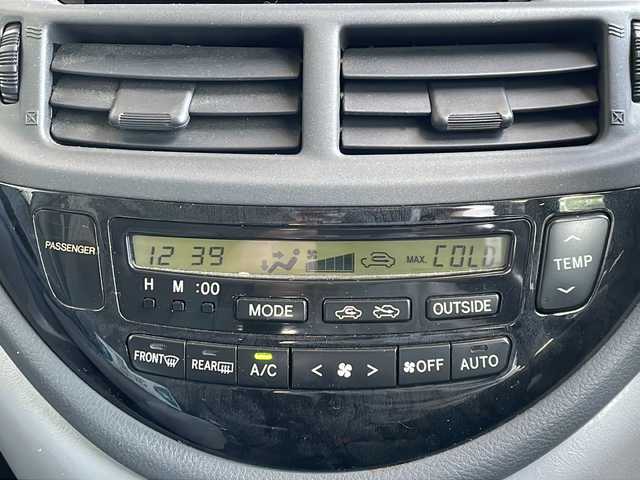 PASSENGER
12 39 MAX. COLD
TEMP
H M :00
MODE OUTSIDE
FRONT REAR A/C < > OFF AUTO